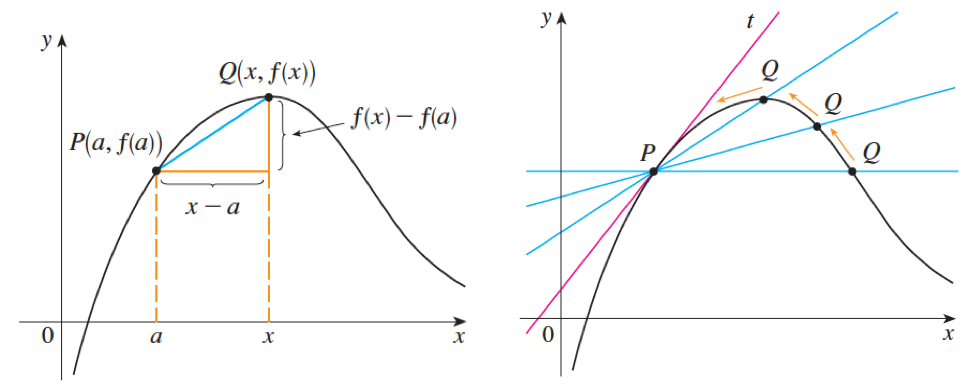 y
Q(x, f(x))
P(a, f(a))
f(x) − f(a)
x − a
0
a
x
x
y
t
Q
Q
P
Q
0
x